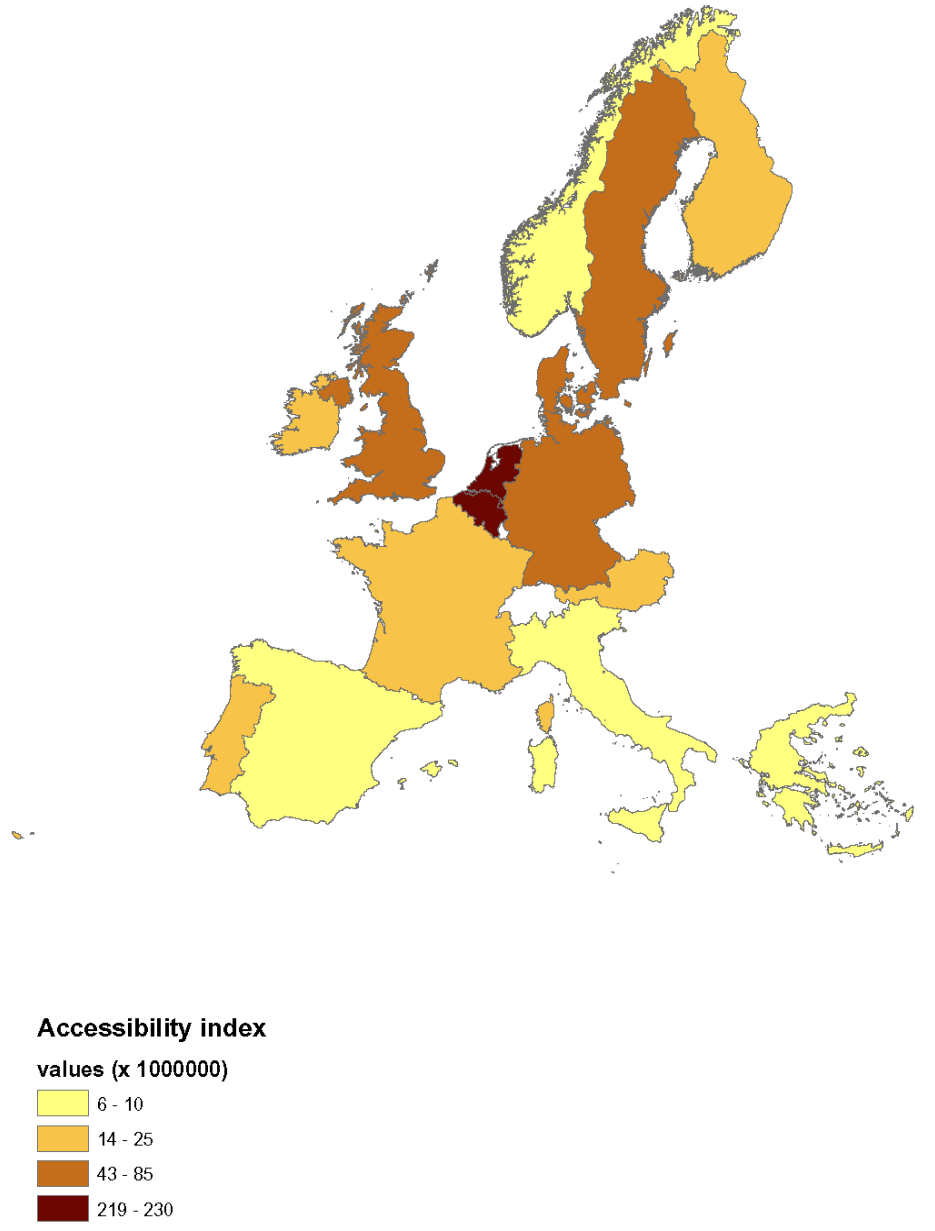 Accessibility index
values (x 1000000)
6 - 10
14 - 25
43 - 85
219 - 230